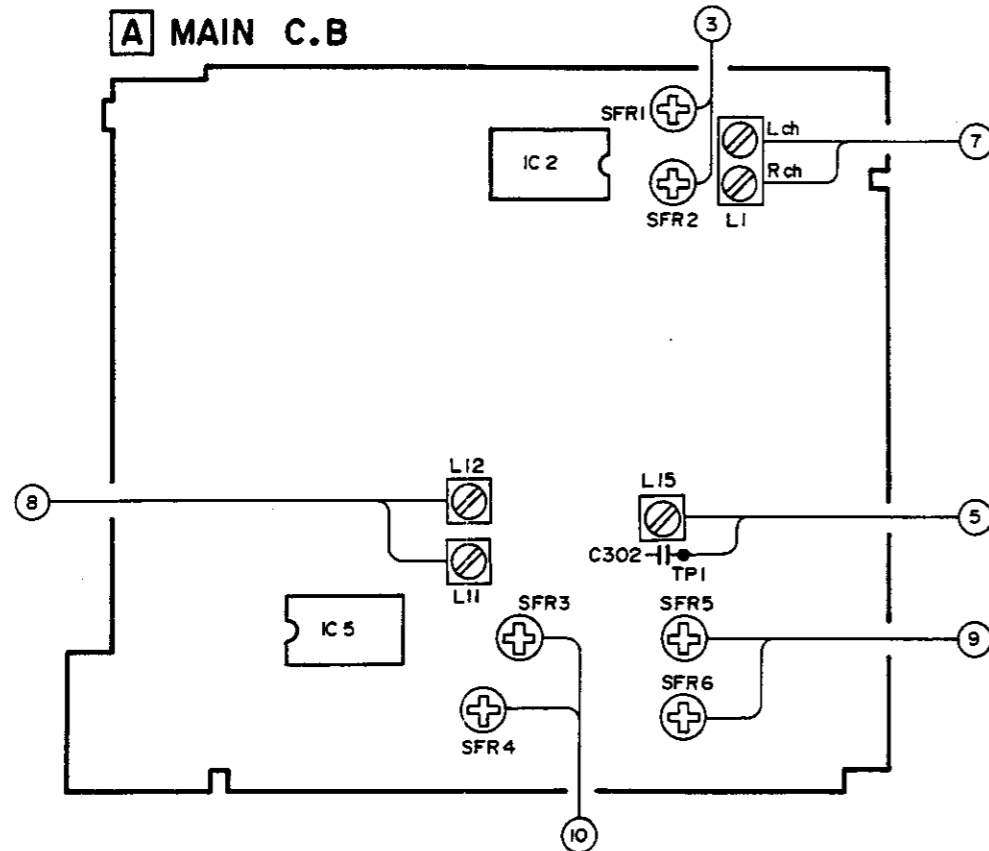 A MAIN C.B
3
SFR1
L ch
7
IC 2
R ch
SFR2
L1
L12
L15
8
5
C302
TP1
L11
SFR3
SFR5
IC 5
9
SFR6
SFR4
10